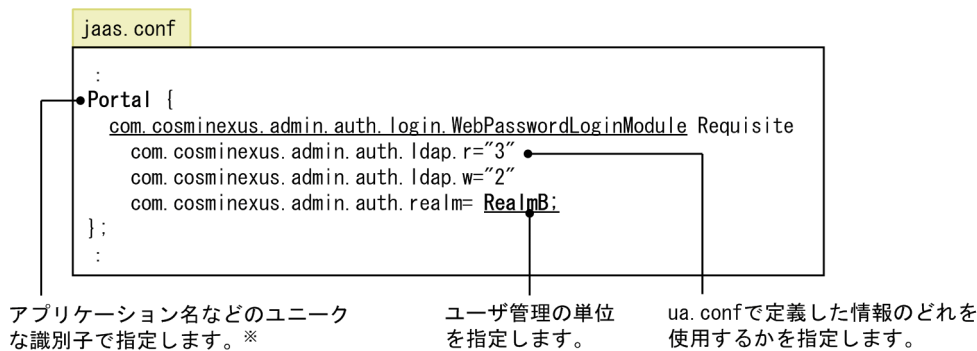 jaas.conf
:
Portal {
com.cosminexus.admin.auth.login.WebPasswordLoginModule Requisite
com.cosminexus.admin.auth.ldap.r="3"
com.cosminexus.admin.auth.ldap.w="2"
com.cosminexus.admin.auth.realm= RealmB;
};
:
アプリケーション名などのユニーク
な識別子で指定します。※
ユーザ管理の単位
を指定します。
ua.confで定義した情報のどれを
使用するかを指定します。